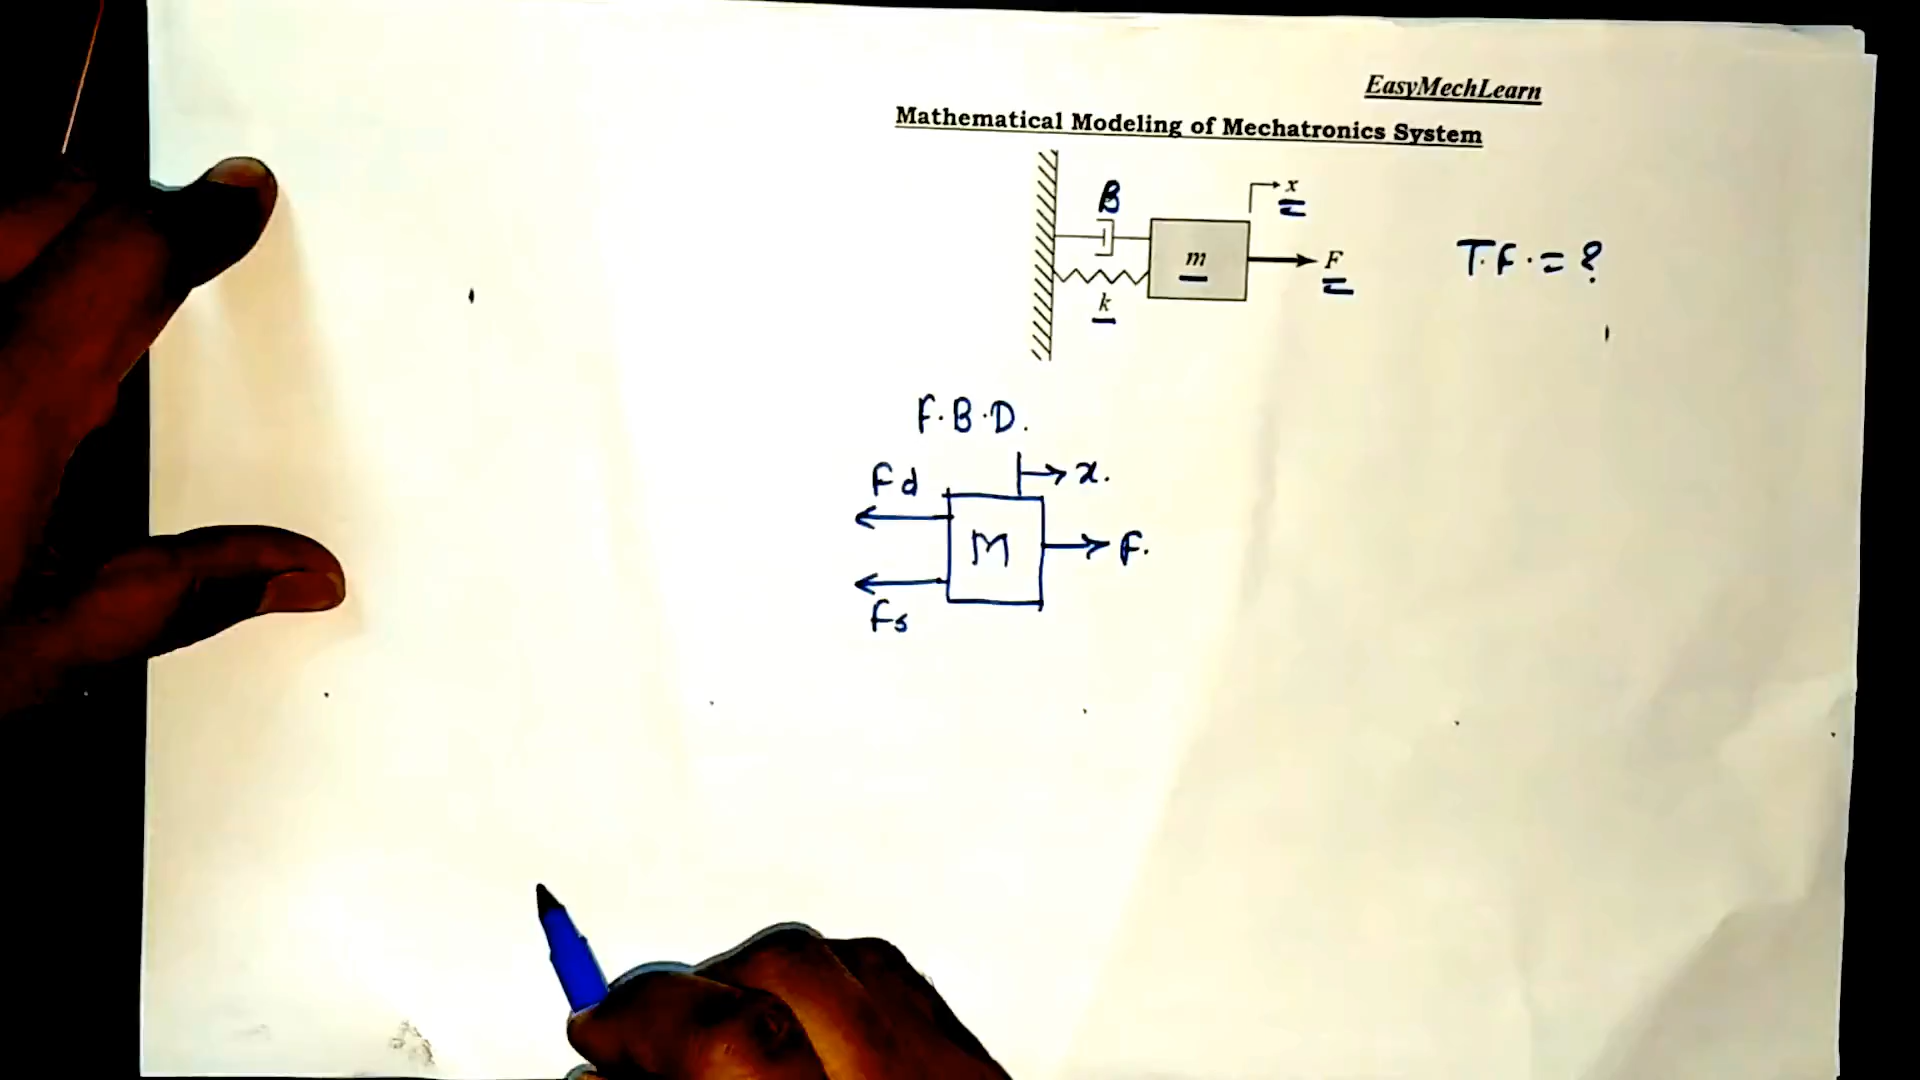 EasyMechLearn
Mathematical Modeling of Mechatronics System
B
x
m
F
k
T.F. = ?
F.B.D.
Fd
x.
M
F.
Fs